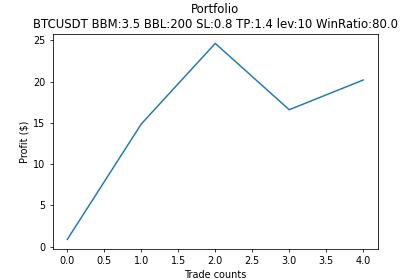 Portfolio
BTCUSDT BBM:3.5 BBL:200 SL:0.8 TP:1.4 lev:10 WinRatio:80.0
25
20
15
10
5
0
Profit ($)
0.0 0.5 1.0 1.5 2.0 2.5 3.0 3.5 4.0
Trade counts